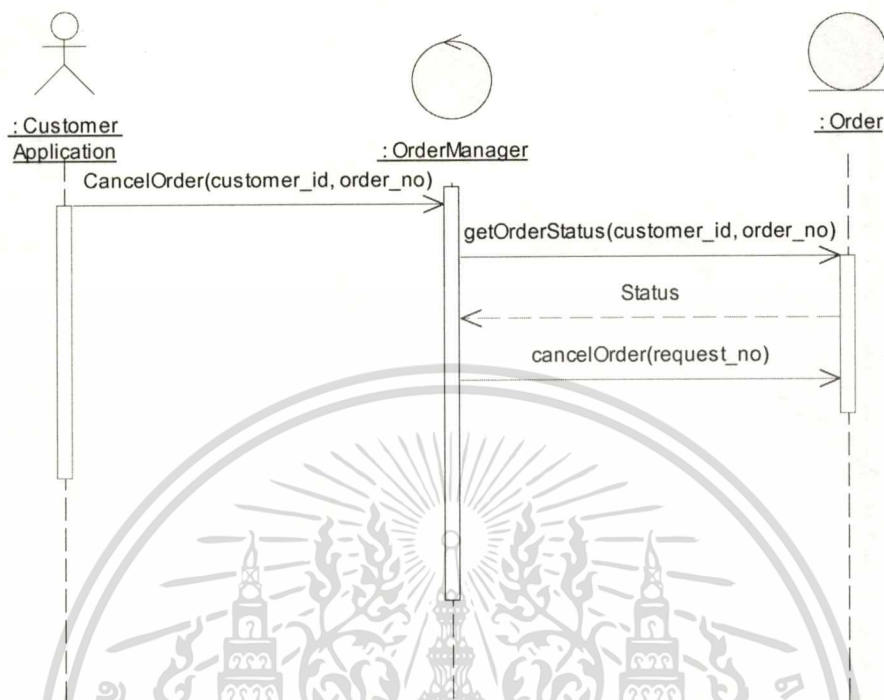 : Customer
Application
: OrderManager
: Order
CancelOrder(customer_id, order_no)
getOrderStatus(customer_id, order_no)
Status
cancelOrder(request_no)